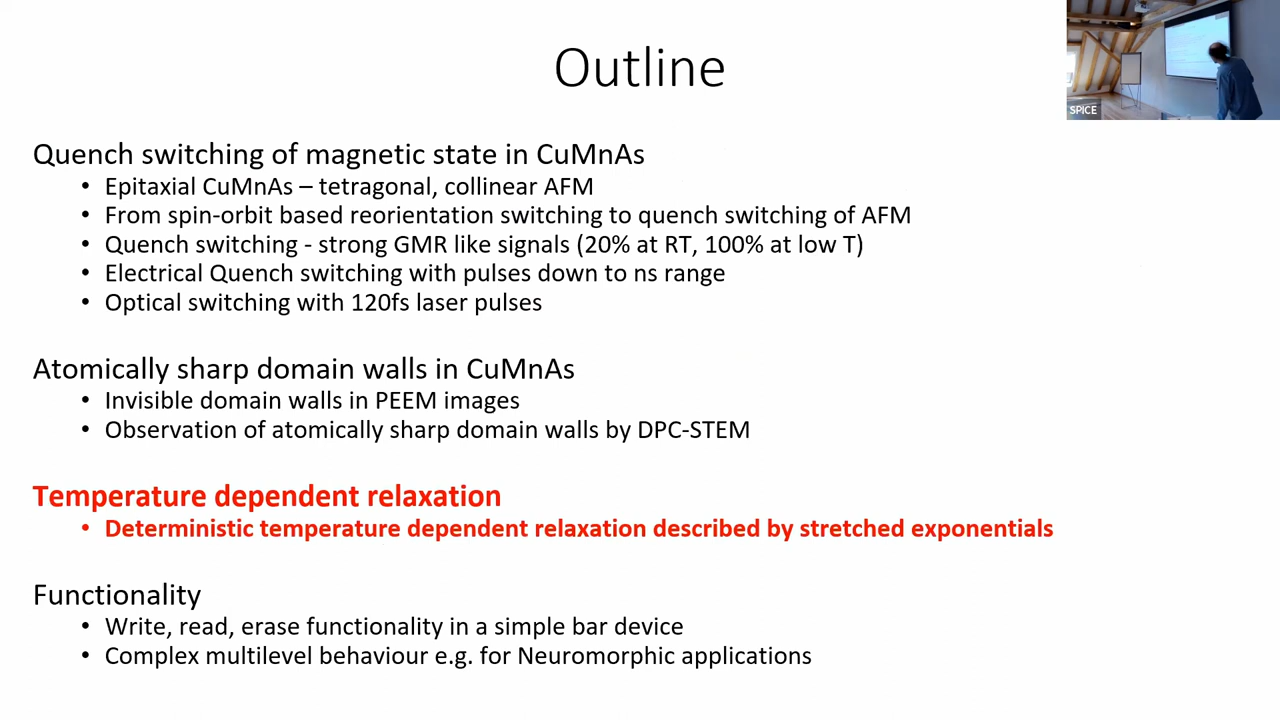 Outline
SPICE
Quench switching of magnetic state in CuMnAs
• Epitaxial CuMnAs – tetragonal, collinear AFM
• From spin-orbit based reorientation switching to quench switching of AFM
• Quench switching - strong GMR like signals (20% at RT, 100% at low T)
• Electrical Quench switching with pulses down to ns range
• Optical switching with 120fs laser pulses
Atomically sharp domain walls in CuMnAs
• Invisible domain walls in PEEM images
• Observation of atomically sharp domain walls by DPC-STEM
Temperature dependent relaxation
• Deterministic temperature dependent relaxation described by stretched exponentials
Functionality
• Write, read, erase functionality in a simple bar device
• Complex multilevel behaviour e.g. for Neuromorphic applications